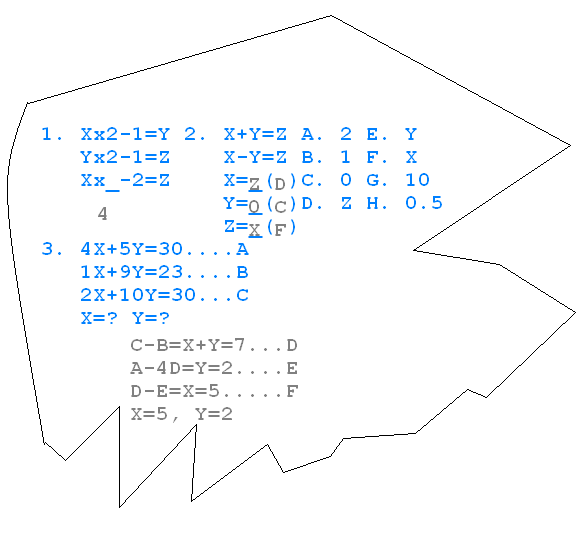 1. Xx2-1=Y 2. X+Y=Z A. 2 E. Y
Yx2-1=Z X-Y=Z B. 1 F. X
Xx_-2=Z X=Z(D)C. 0 G. 10
4 Y=0(C)D. Z H. 0.5
Z=X(F)
3. 4X+5Y=30....A
1X+9Y=23....B
2X+10Y=30...C
X=? Y=?
C-B=X+Y=7...D
A-4D=Y=2....E
D-E=X=5.....F
X=5, Y=2